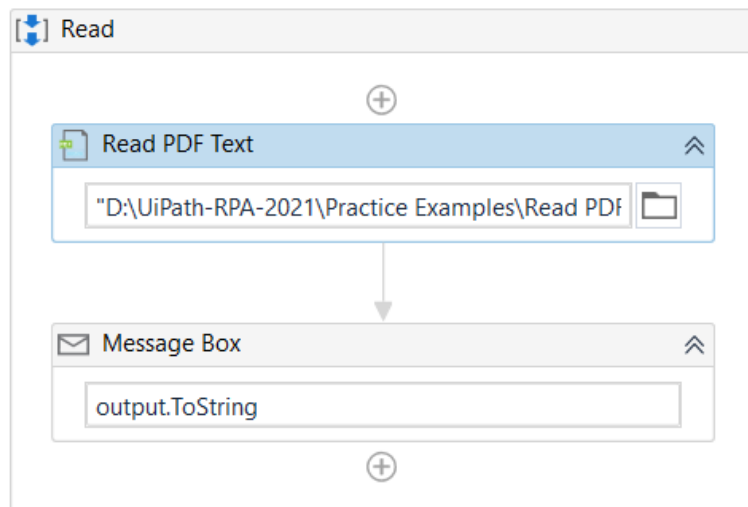 Read
Read PDF Text
"D:\UiPath-RPA-2021\Practice Examples\Read PDF
Message Box
output.ToString